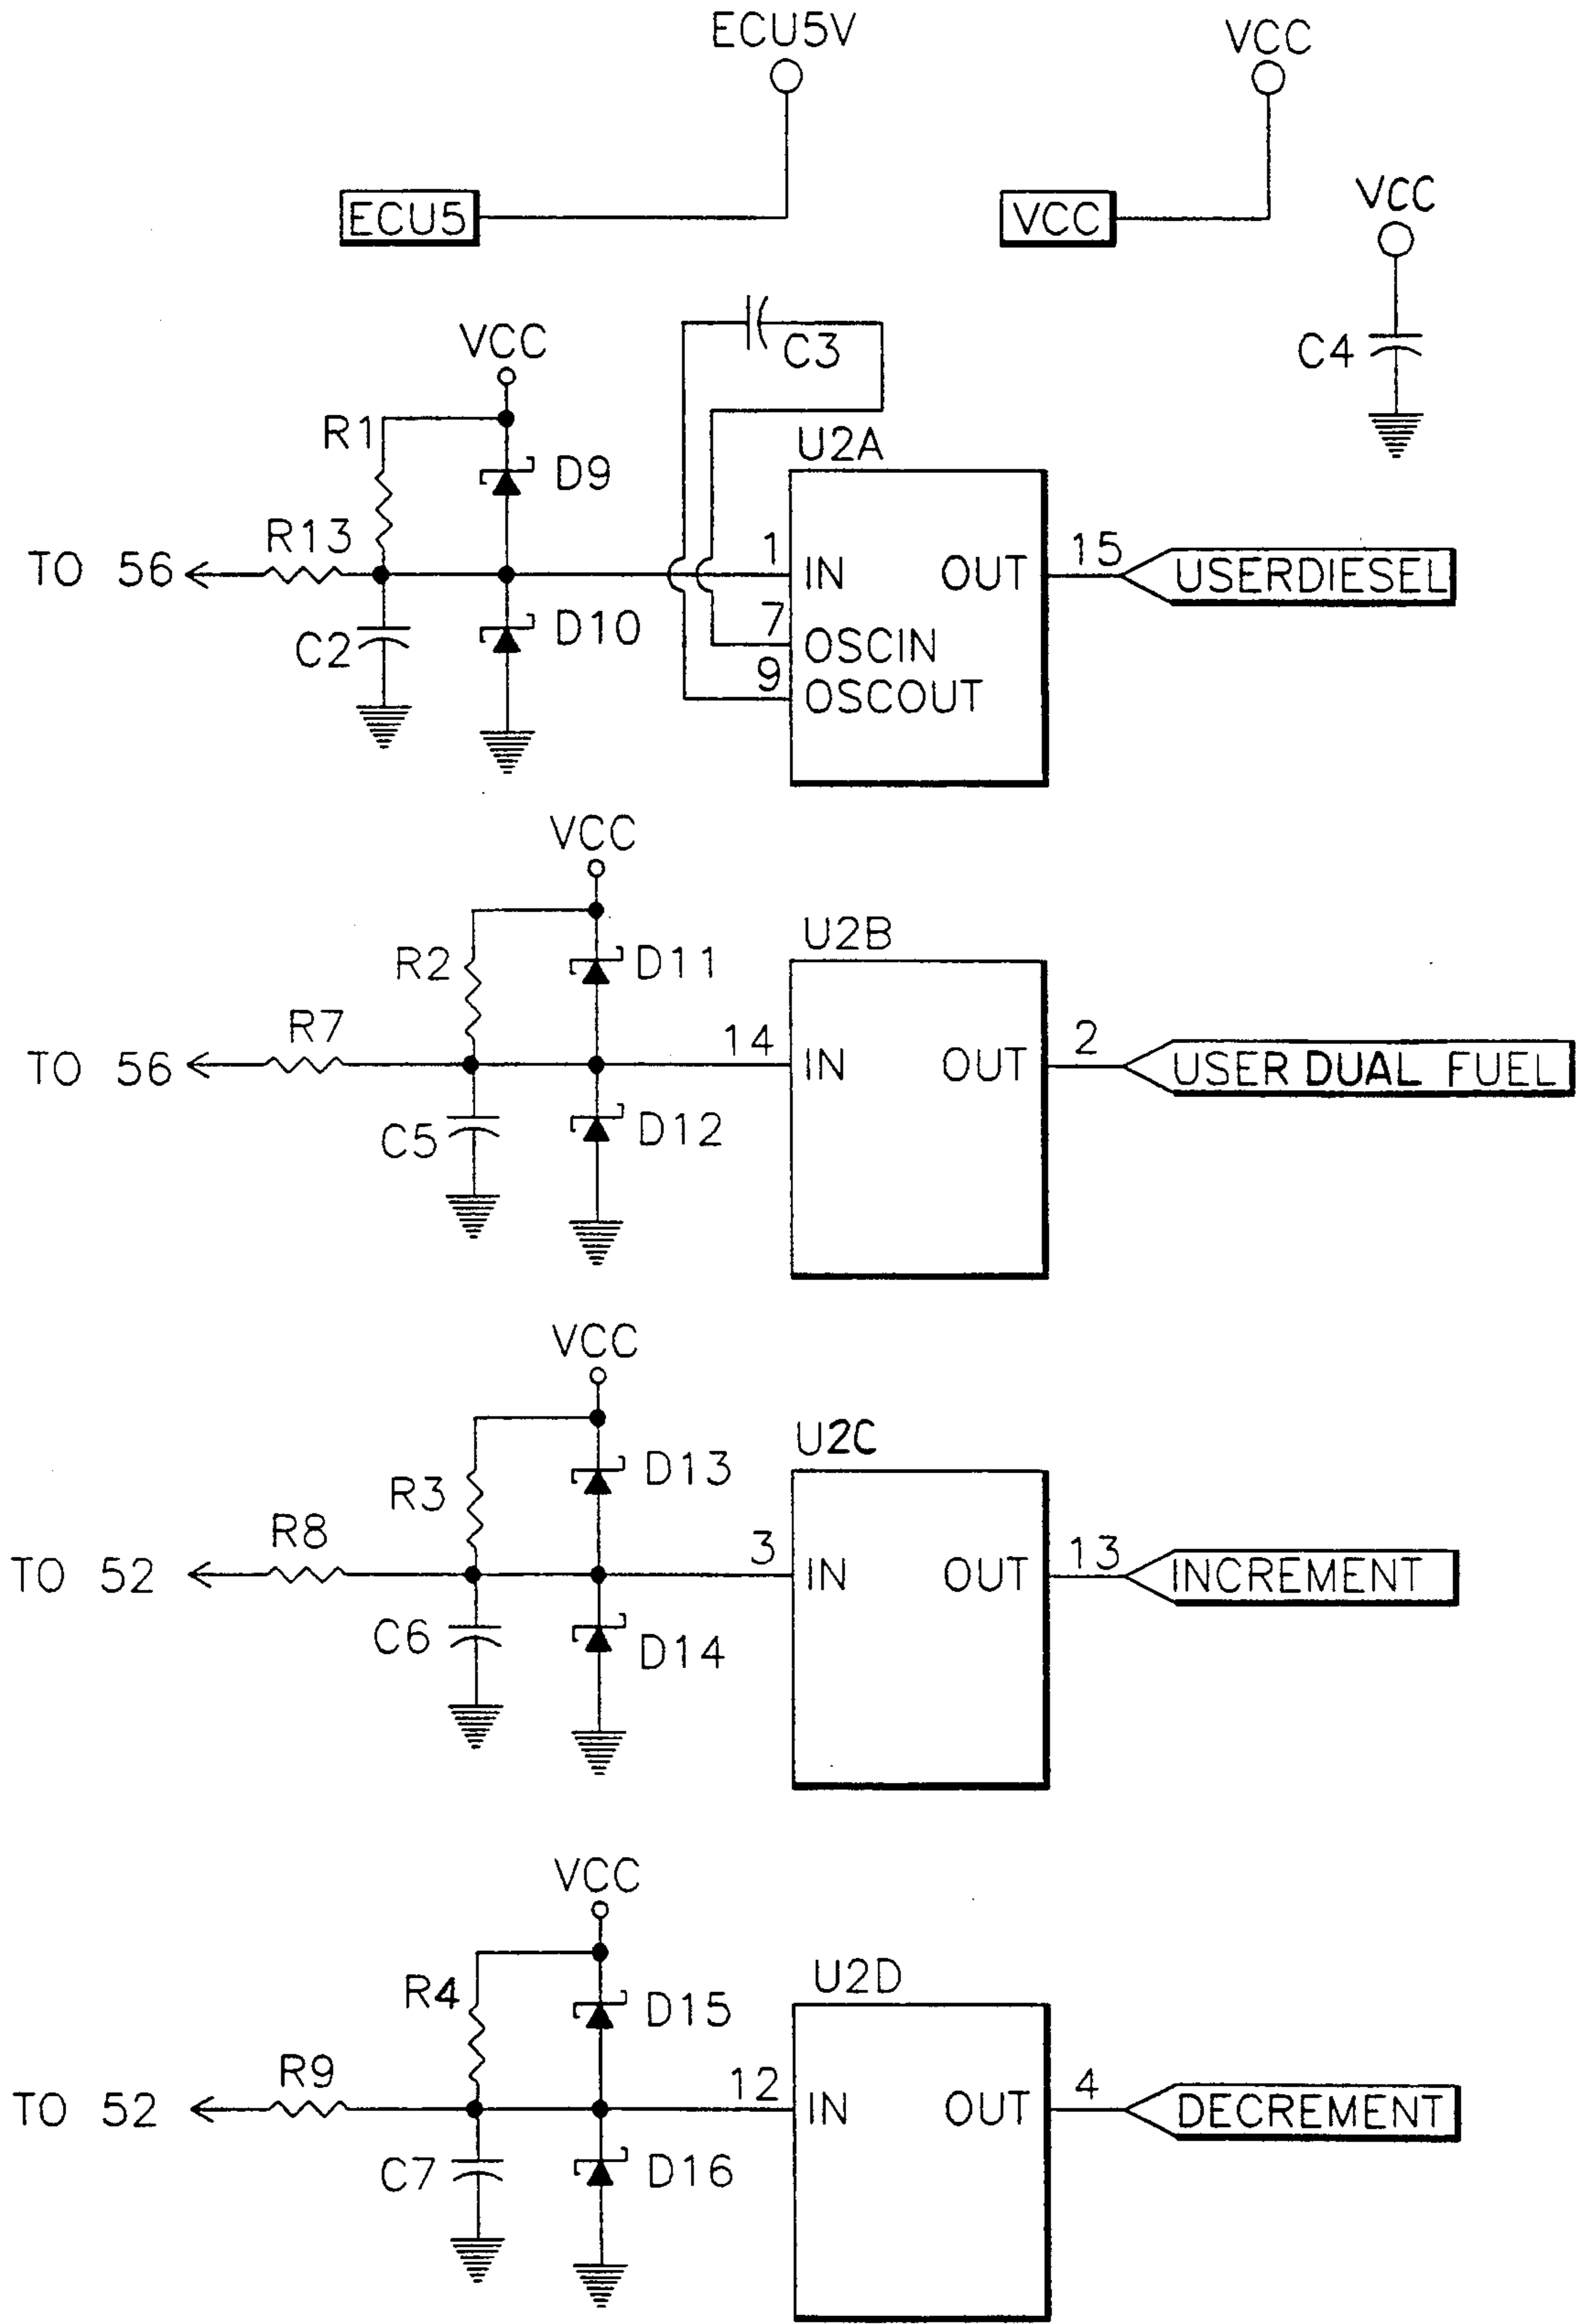 ECU5V
VCC
ECU5
VCC
VCC
C4
C3
VCC
R1
D9
U2A
R13
TO 56
1
IN
OUT
15
USERDIESEL
C2
D10
7
OSCIN
9
OSCOUT
VCC
R2
D11
U2B
R7
TO 56
14
IN
OUT
2
USER DUAL FUEL
C5
D12
VCC
R3
D13
U2C
R8
TO 52
3
IN
OUT
13
INCREMENT
C6
D14
VCC
R4
D15
U2D
R9
TO 52
12
IN
OUT
4
DECREMENT
C7
D16